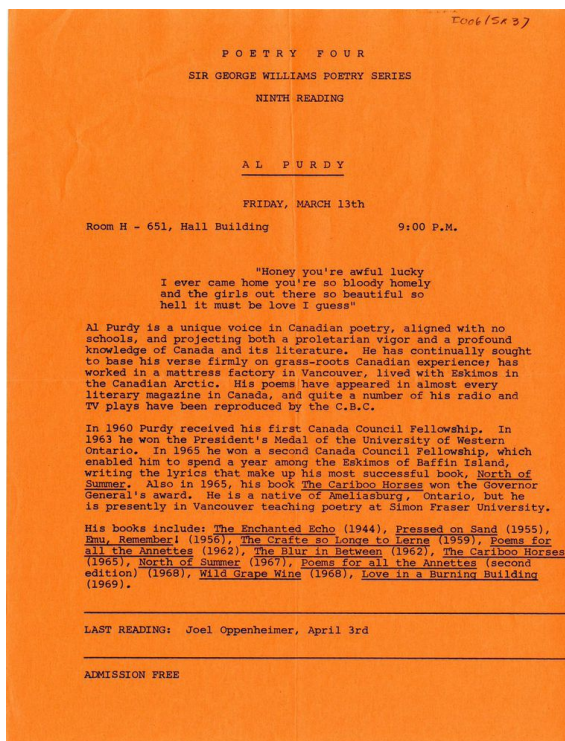 I006/SR37
POETRY FOUR
SIR GEORGE WILLIAMS POETRY SERIES
NINTH READING
AL PURDY
FRIDAY, MARCH 13th
Room H - 651, Hall Building 9:00 P.M.
"Honey you're awful lucky
I ever came home you're so bloody homely
and the girls out there so beautiful so
hell it must be love I guess"
Al Purdy is a unique voice in Canadian poetry, aligned with no
schools, and projecting both a proletarian vigor and a profound
knowledge of Canada and its literature. He has continually sought
to base his verse firmly on grass-roots Canadian experience; has
worked in a mattress factory in Vancouver, lived with Eskimos in
the Canadian Arctic. His poems have appeared in almost every
literary magazine in Canada, and quite a number of his radio and
TV plays have been reproduced by the C.B.C.
In 1960 Purdy received his first Canada Council Fellowship. In
1963 he won the President's Medal of the University of Western
Ontario. In 1965 he won a second Canada Council Fellowship, which
enabled him to spend a year among the Eskimos of Baffin Island,
writing the lyrics that make up his most successful book, North of
Summer. Also in 1965, his book The Cariboo Horses won the Governor
General's award. He is a native of Ameliasburg, Ontario, but he
is presently in Vancouver teaching poetry at Simon Fraser University.
His books include: The Enchanted Echo (1944), Pressed on Sand (1955),
Emu, Remember! (1956), The Crafte so Longe to Lerne (1959), Poems for
all the Annettes (1962), The Blur in Between (1962), The Cariboo Horses
(1965), North of Summer (1967), Poems for all the Annettes (second
edition) (1968), Wild Grape Wine (1968), Love in a Burning Building
(1969).
LAST READING: Joel Oppenheimer, April 3rd
ADMISSION FREE